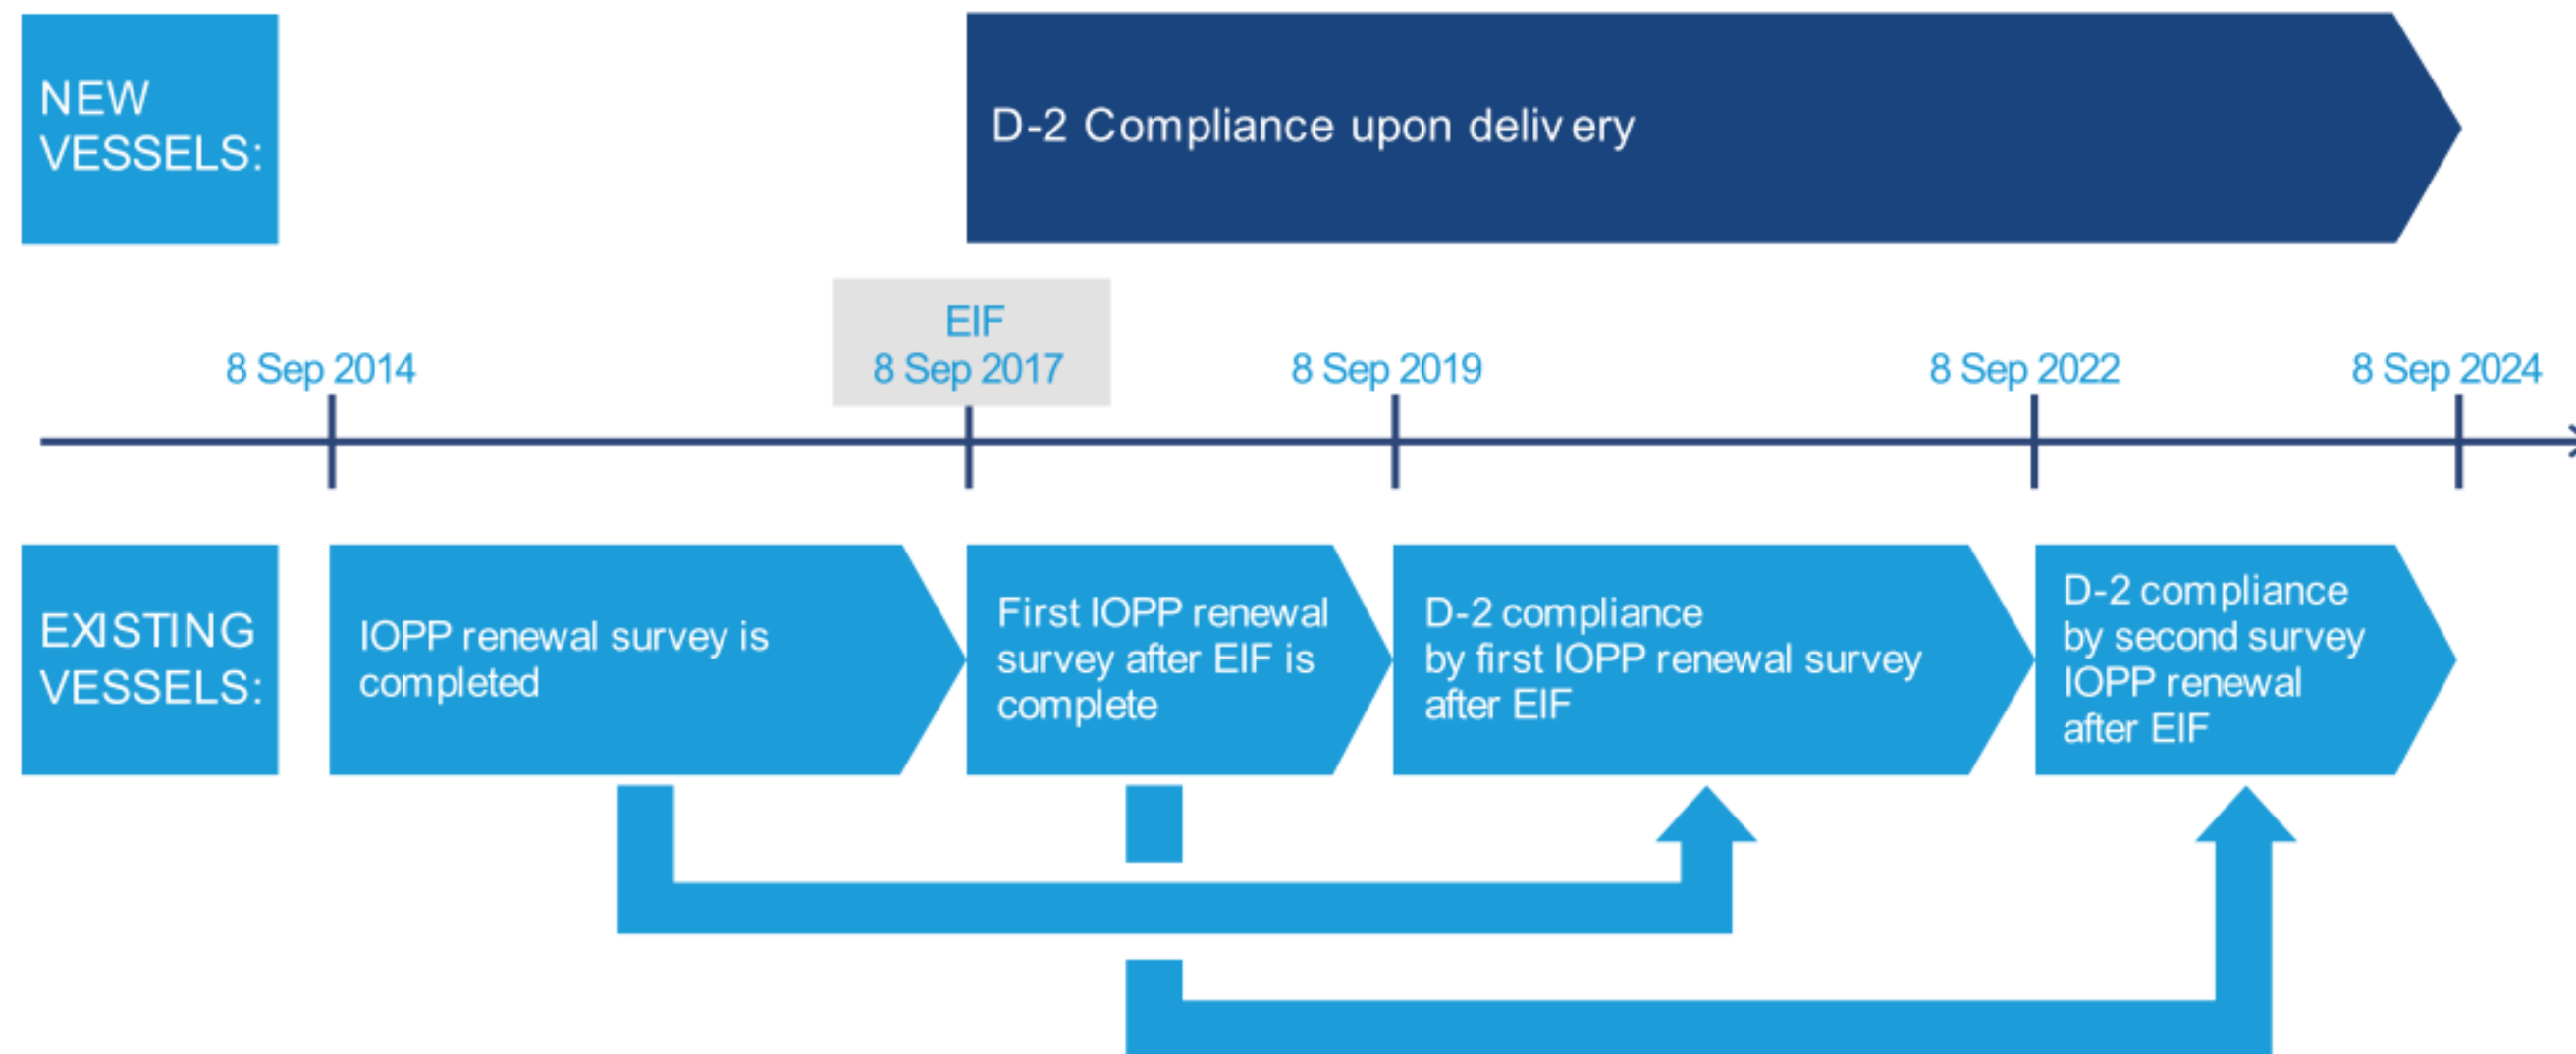 NEW
VESSELS:
D-2 Compliance upon delivery
EIF
8 Sep 2014
8 Sep 2017
8 Sep 2019
8 Sep 2022
8 Sep 2024
EXISTING
VESSELS:
IOPP renewal survey is
completed
First IOPP renewal
survey after EIF is
complete
D-2 compliance
by first IOPP renewal survey
after EIF
D-2 compliance
by second survey
IOPP renewal
after EIF